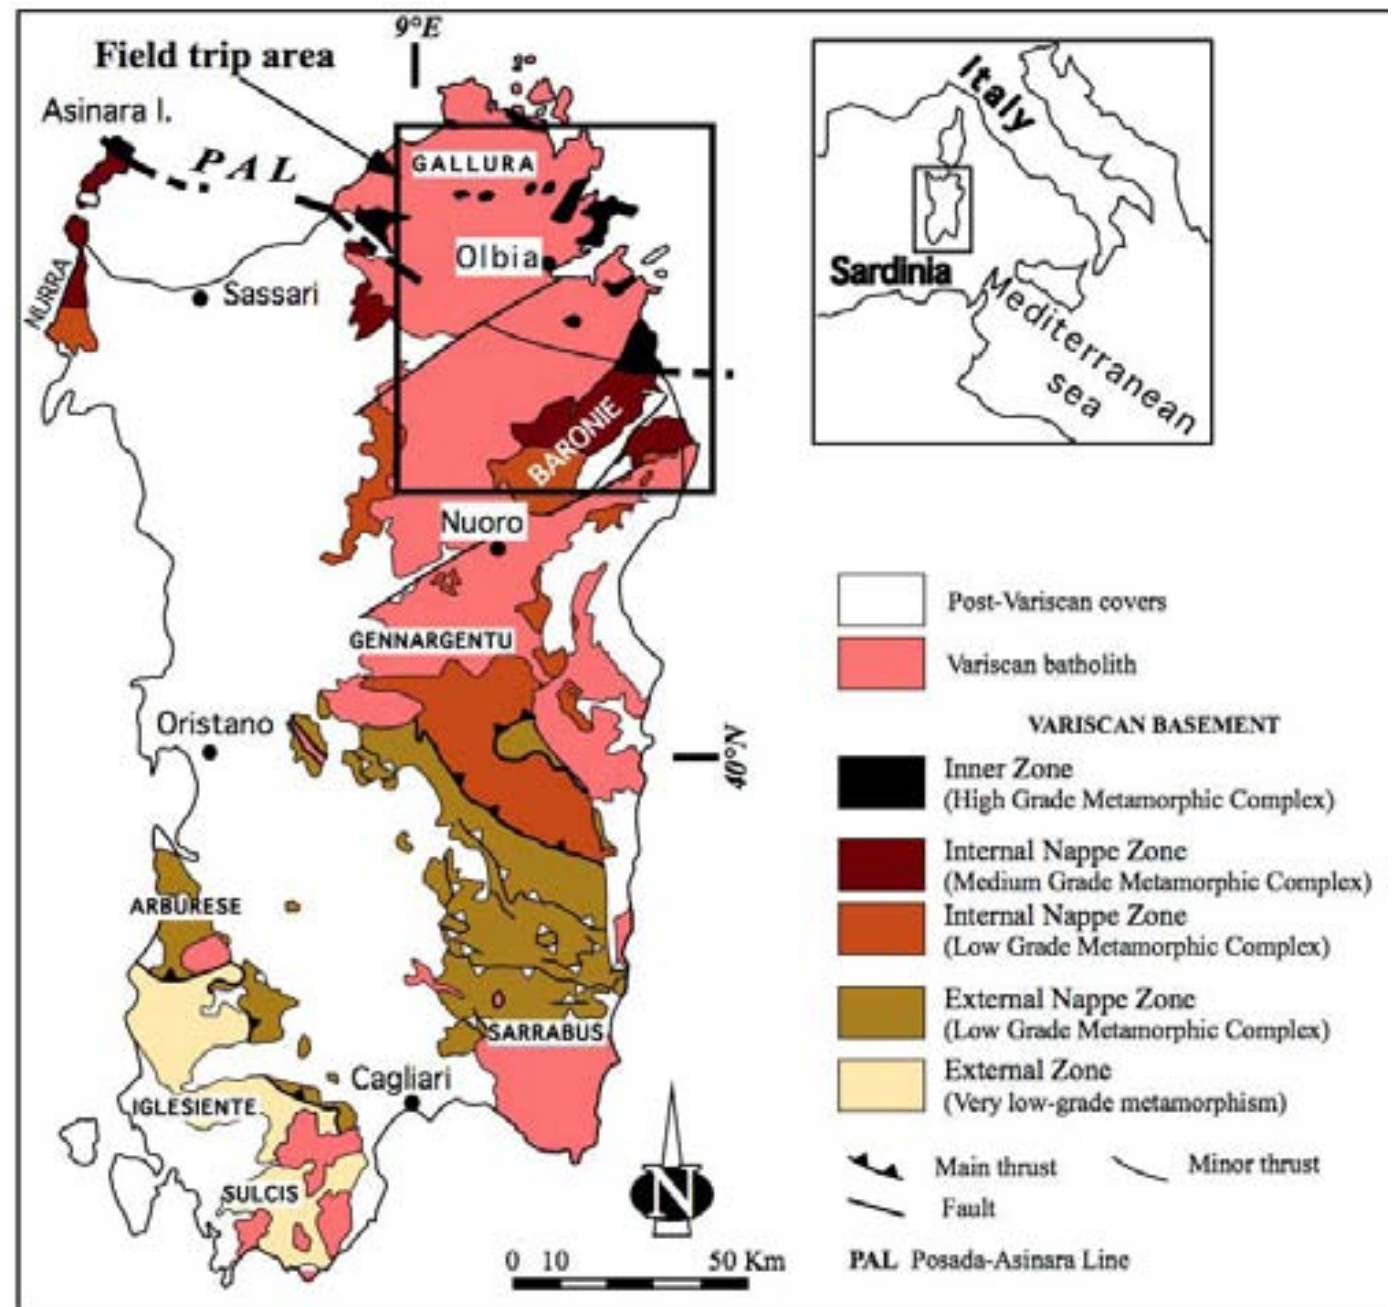 9°E
Field trip area
2°
Asinara I.
PAL
GALLURA
Olbia
NURRA
Sassari
BARONIE
Nuoro
GENNARGENTU
Oristano
40°N
ARBURESE
SARRABUS
Cagliari
IGLESIENTE
SULCIS
N
0 10 50 Km
Italy
Sardinia
Mediterranean
sea
Post-Variscan covers
Variscan batholith
VARISCAN BASEMENT
Inner Zone
(High Grade Metamorphic Complex)
Internal Nappe Zone
(Medium Grade Metamorphic Complex)
Internal Nappe Zone
(Low Grade Metamorphic Complex)
External Nappe Zone
(Low Grade Metamorphic Complex)
External Zone
(Very low-grade metamorphism)
Main thrust
Minor thrust
Fault
PAL Posada-Asinara Line